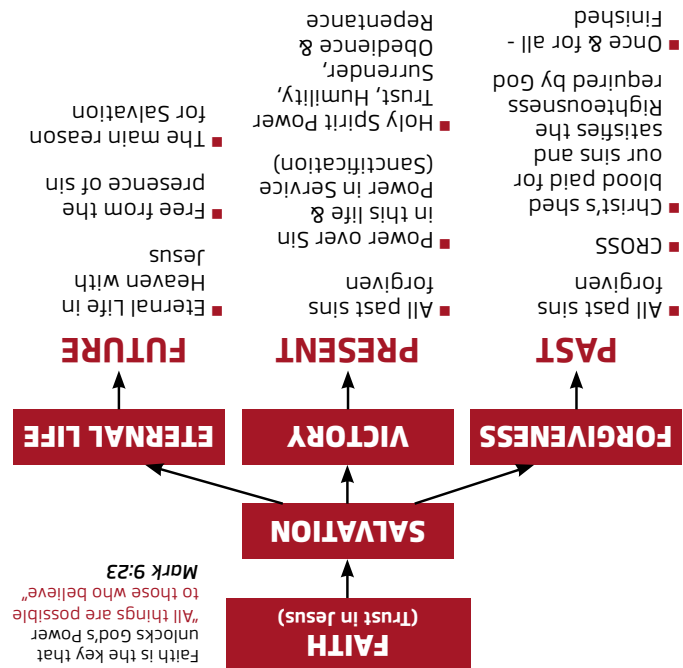 FAITH
(Trust in Jesus)
Faith is the key that
unlocks God's Power
"All things are possible
to those who believe"
Mark 9:23
SALVATION
FORGIVENESS
VICTORY
ETERNAL LIFE
PAST
■ All past sins
forgiven
■ CROSS
■ Christ's shed
blood paid for
our sins and
satisfies the
Righteousness
required by God
■ Once & for all -
Finished
PRESENT
■ All past sins
forgiven
■ Power over Sin
in this life &
Power in Service
(Sanctification)
■ Holy Spirit Power
Trust, Humility,
Surrender,
Obedience &
Repentance
FUTURE
■ Eternal Life in
Heaven with
Jesus
■ Free from the
presence of sin
■ The main reason
for Salvation